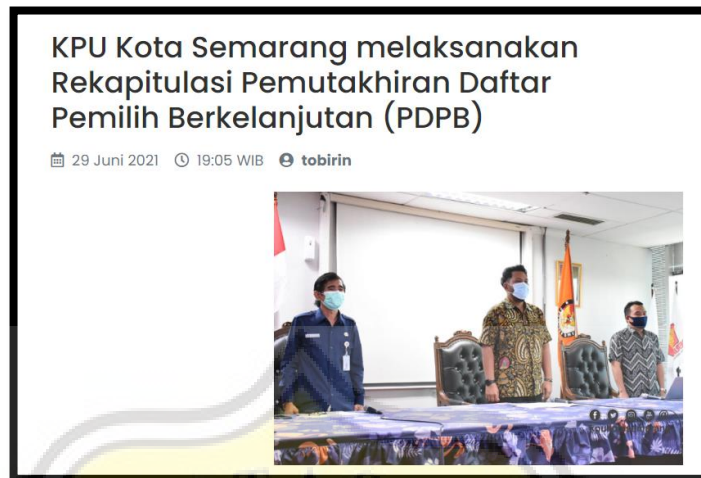 KPU Kota Semarang melaksanakan
Rekapitulasi Pemutakhiran Daftar
Pemilih Berkelanjutan (PDPB)
29 Juni 2021 19:05 WIB tobirin